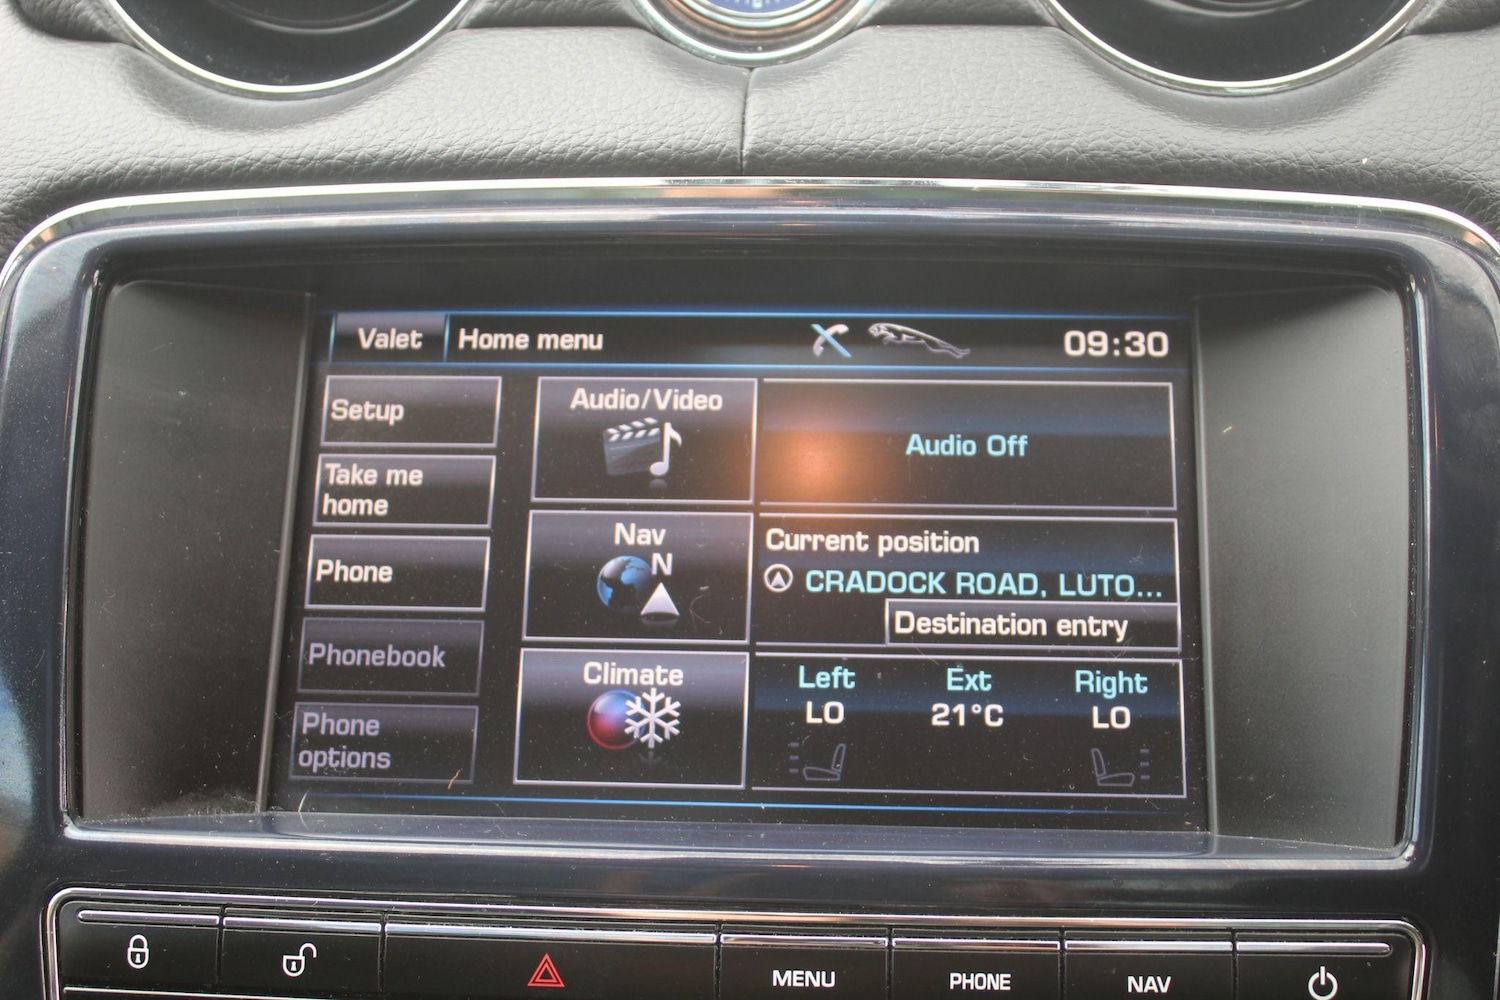 Valet
Home menu
09:30
Setup
Take me
home
Phone
Phonebook
Phone
options
Audio/Video
Audio Off
Nav
N
Current position
CRADOCK ROAD, LUTO...
Destination entry
Climate
Left
Ext
Right
LO
21°C
LO
MENU
PHONE
NAV